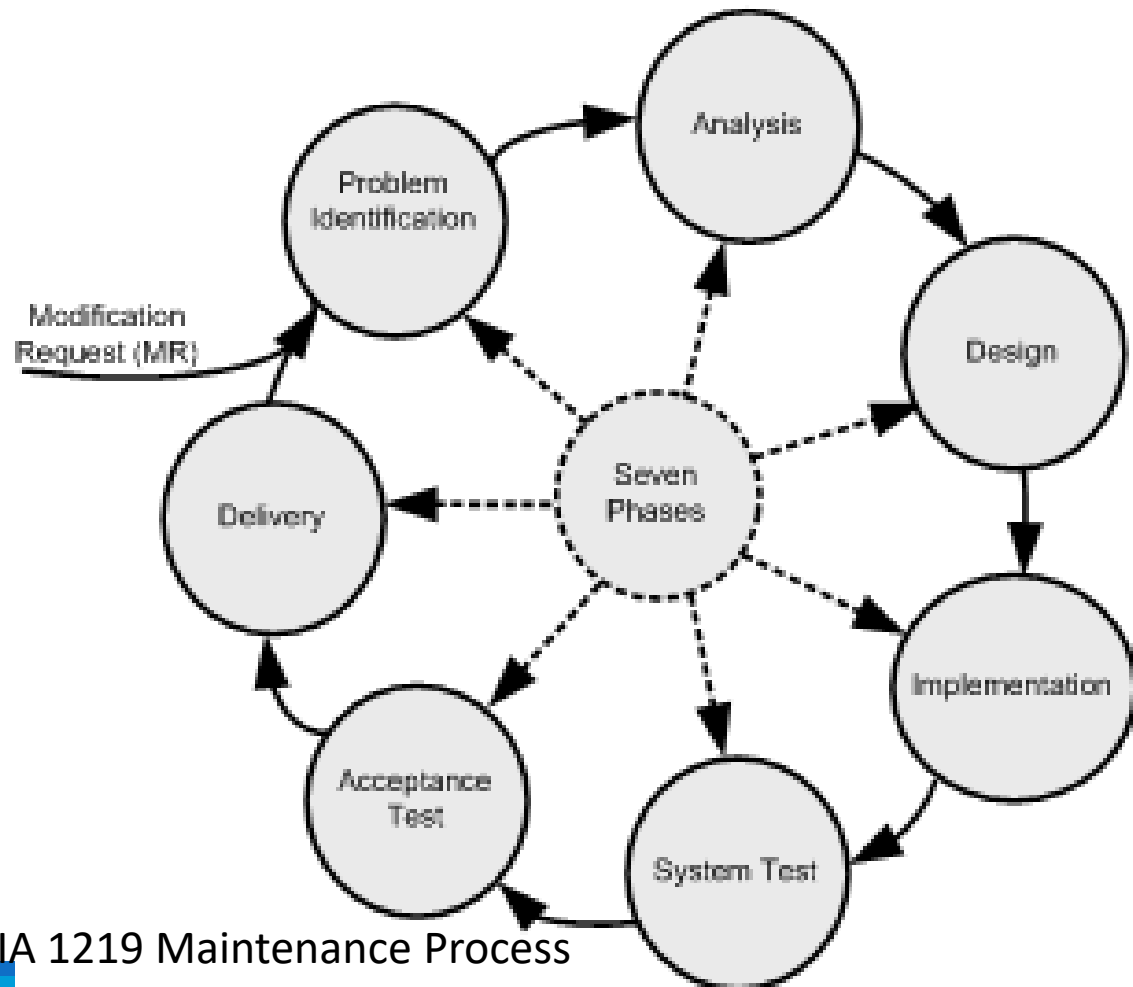 Analysis
Problem
Identification
Modification
Request (MR)
Design
Seven
Phases
Delivery
Implementation
Acceptance
Test
System Test
IA 1219 Maintenance Process